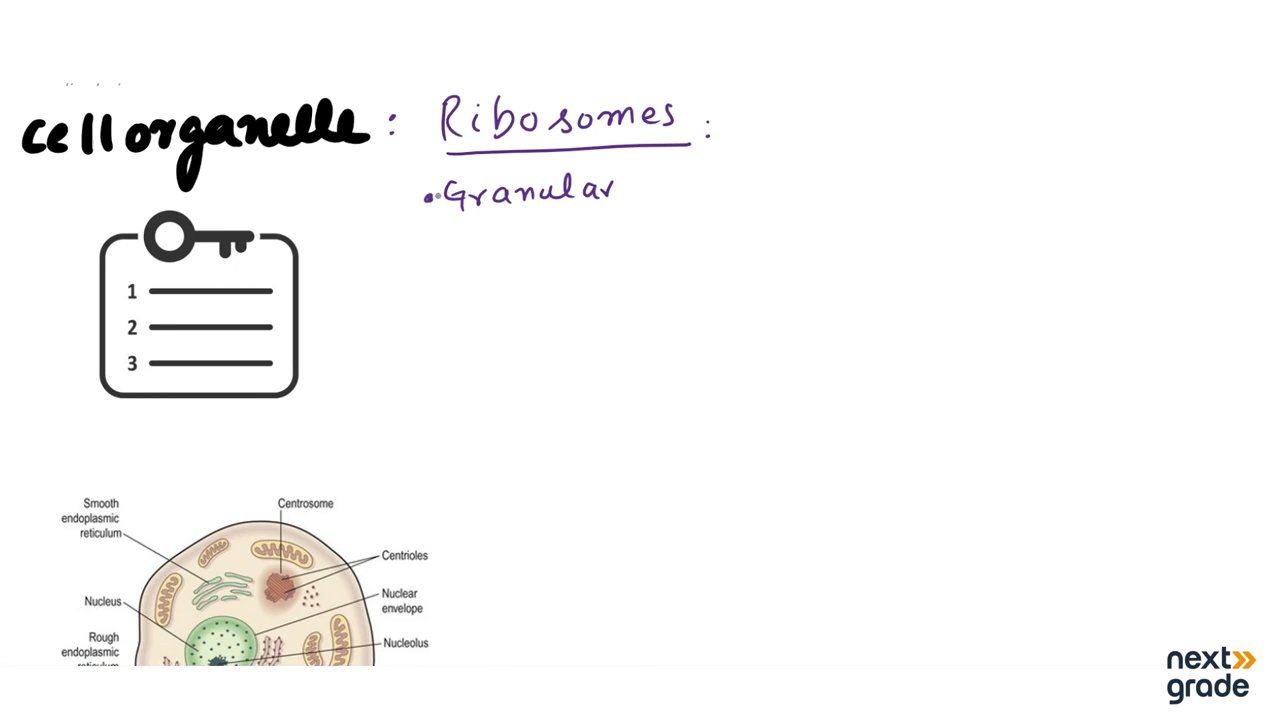 cell organelle : Ribosomes :
• Granular
1
2
3
Smooth
endoplasmic
reticulum
Centrosome
Centrioles
Nucleus
Nuclear
envelope
Rough
endoplasmic
Nucleolus
next»
grade